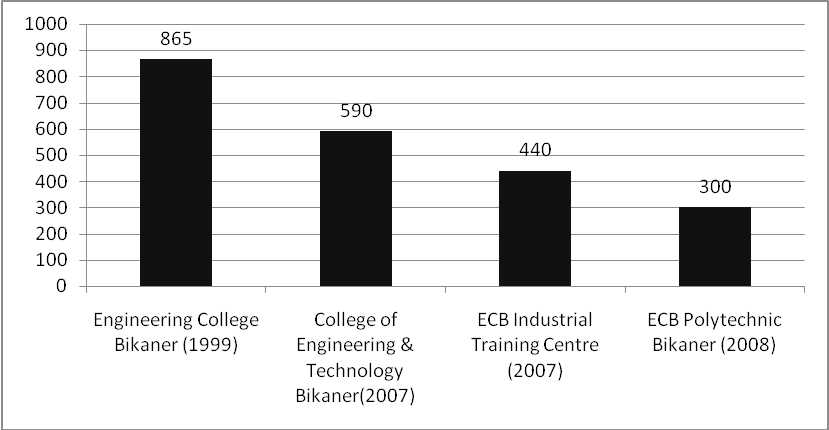 1000
900
800
700
600
500
400
300
200
100
0
865
590
440
300
Engineering College
Bikaner (1999)
College of
Engineering &
Technology
Bikaner(2007)
ECB Industrial
Training Centre
(2007)
ECB Polytechnic
Bikaner (2008)